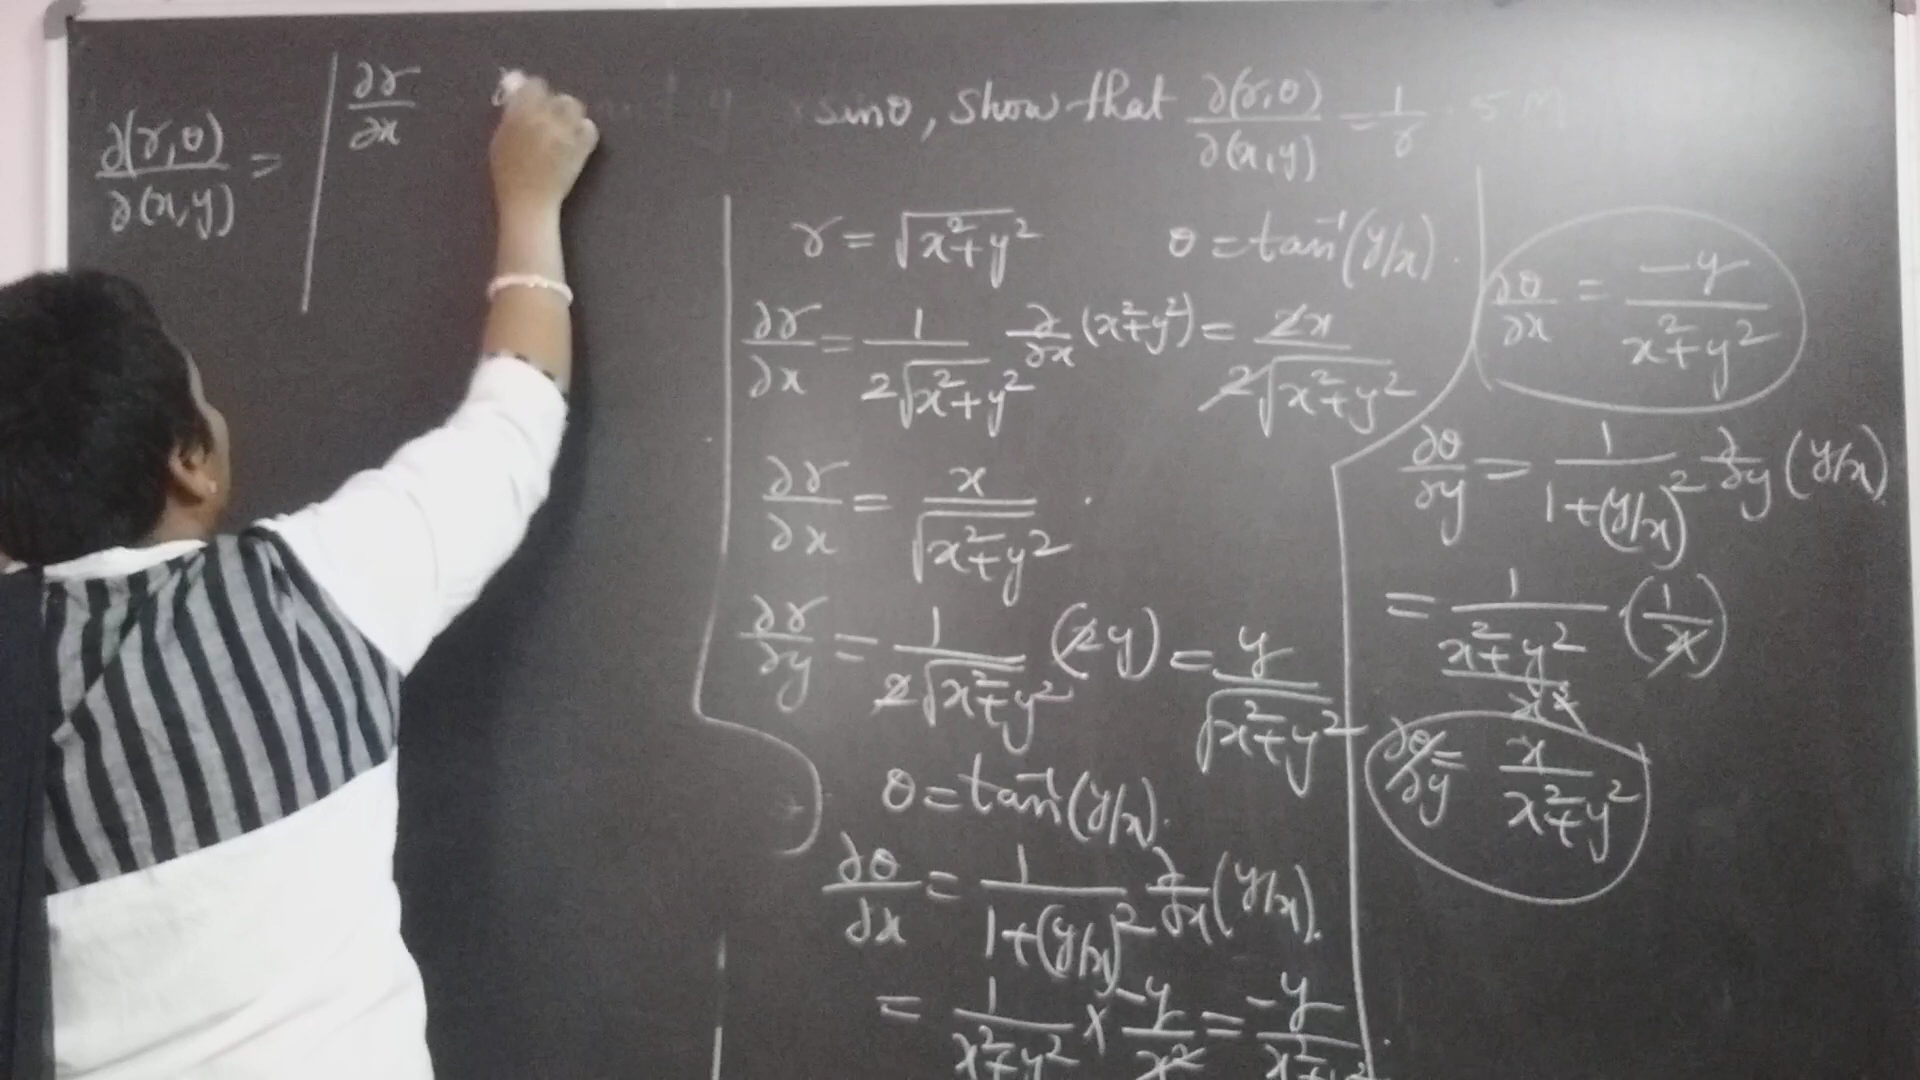 sinθ, show that ∂(r,θ)/∂(x,y) = 1/r . 5 M
∂(r,θ)/∂(x,y) = | ∂r/∂x ∂
r = √(x²+y²) θ = tan⁻¹(y/x).
∂r/∂x = 1/(2√(x²+y²)) ∂/∂x (x²+y²) = 2x/(2√(x²+y²))
∂r/∂x = x/√(x²+y²) .
∂r/∂y = 1/(2√(x²+y²)) (2y) = y/√(x²+y²)
θ = tan⁻¹(y/x).
∂θ/∂x = 1/(1+(y/x)²) ∂/∂x (y/x).
= 1/(x²+y²) × -y/x² = -y/(x²+y²).
∂θ/∂x = -y/(x²+y²)
∂θ/∂y = 1/(1+(y/x)²) ∂/∂y (y/x)
= 1/((x²+y²)/x²) . (1/x)
∂θ/∂y = x/(x²+y²)